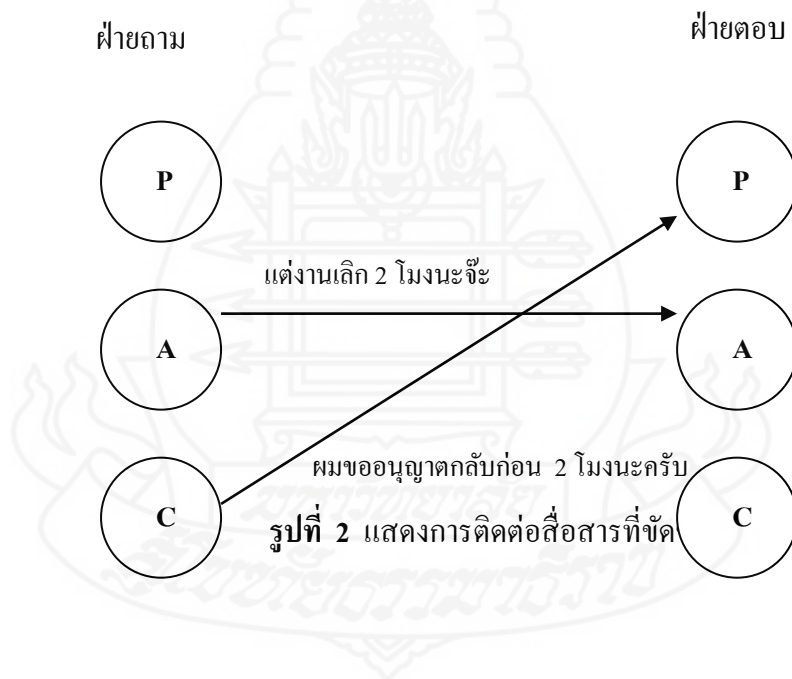 ฝ่ายถาม ฝ่ายตอบ
P P
แต่งานเลิก 2 โมงนะจ๊ะ
A A
ผมขออนุญาตกลับก่อน 2 โมงนะครับ
C C
รูปที่ 2 แสดงการติดต่อสื่อสารที่ขัด